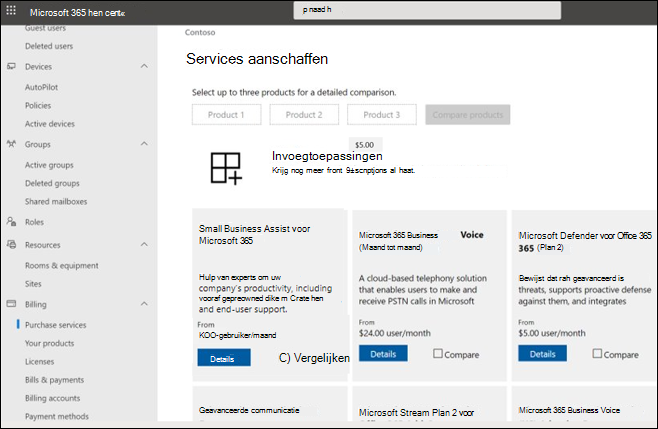 Microsoft 365 hen cent«
p naad h
Guest users
Deleted users
Devices
AutoPilot
Policies
Active devices
Groups
Active groups
Deleted groups
Shared mailboxes
Roles
Resources
Rooms & equipment
Sites
Billing
Purchase services
Your products
Licenses
Bills & payments
Billing accounts
Payment methods
Contoso
Services aanschaffen
Select up to three products for a detailed comparison.
Product 1
Product 2
Product 3
Compare products
$5.00
Invoegtoepassingen
Krijg nog meer front 9±scnptjons al haat.
Small Business Assist voor
Microsoft 365
Hulp van experts om uw
company's productivity, including
vooraf gepreowned dike m Crate hen
and end-user support.
From
KOO-gebruiker/maand
Details
C) Vergelijken
Microsoft 365 Business Voice
(Maand tot maand)
A cloud-based telephony solution
that enables users to make and
receive PSTN calls in Microsoft
From
$24.00 user/month
Details
Compare
Microsoft Defender voor Office 365
365 (Plan 2)
Bewijst dat rah geavanceerd is
threats, supports proactive defense
against them, and integrates
From
$5.00 user/month
Details
Compare
Geavanceerde communicatie
Microsoft Stream Plan 2 voor
Microsoft 365 Business Voice